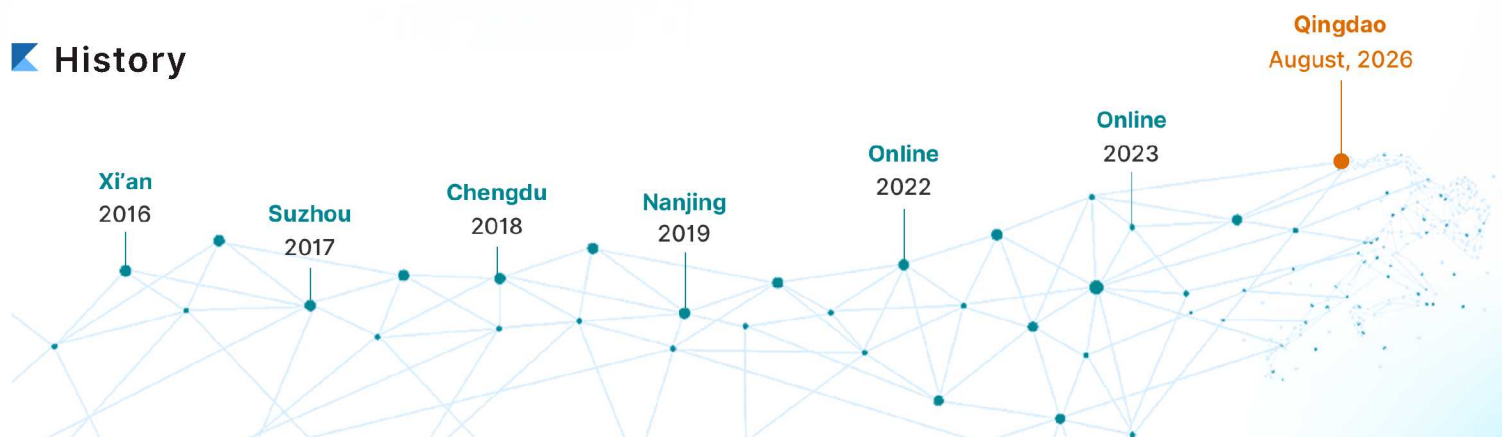 History
Xi’an
2016
Suzhou
2017
Chengdu
2018
Nanjing
2019
Online
2022
Online
2023
Qingdao
August, 2026